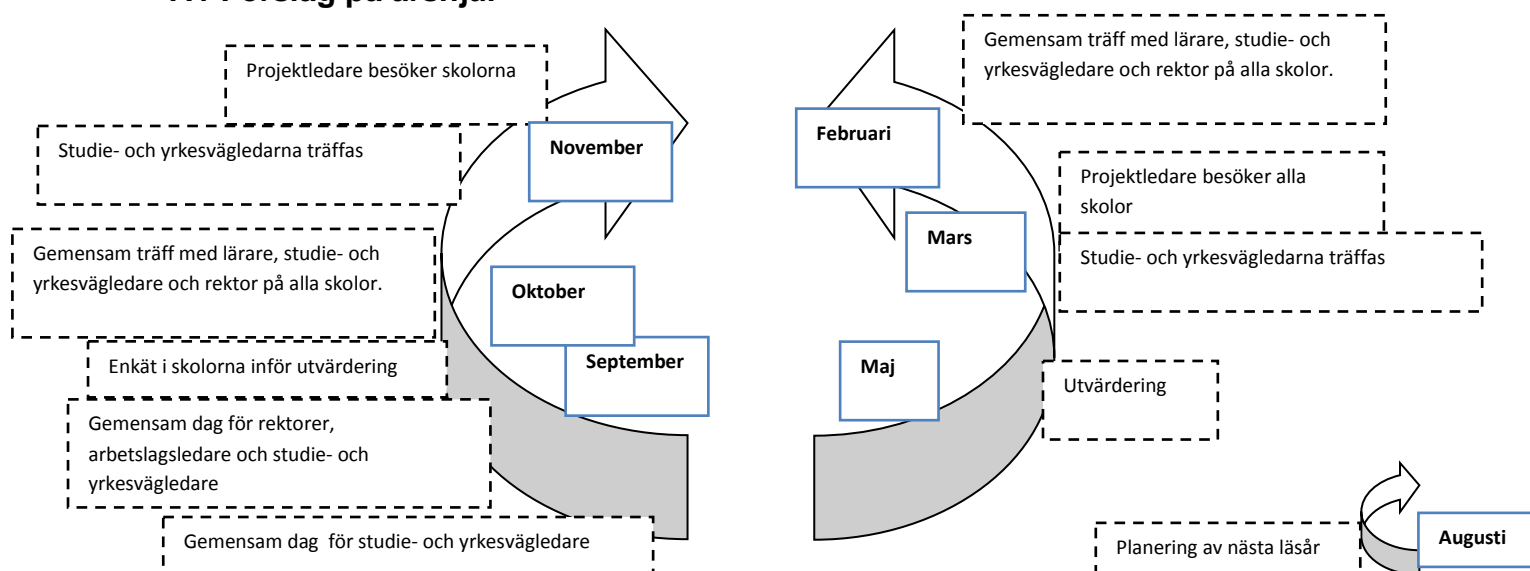 Förslag på årshjul
Projektledare besöker skolorna
November
Studie- och yrkesvägledarna träffas
Gemensam träff med lärare, studie- och
yrkesvägledare och rektor på alla skolor.
Oktober
September
Enkät i skolorna inför utvärdering
Gemensam dag för rektorer,
arbetslagsledare och studie- och
yrkesvägledare
Gemensam dag för studie- och yrkesvägledare
Gemensam träff med lärare, studie- och
yrkesvägledare och rektor på alla skolor.
Februari
Projektledare besöker alla
skolor
Mars
Studie- och yrkesvägledarna träffas
Maj
Utvärdering
Planering av nästa läsår
Augusti